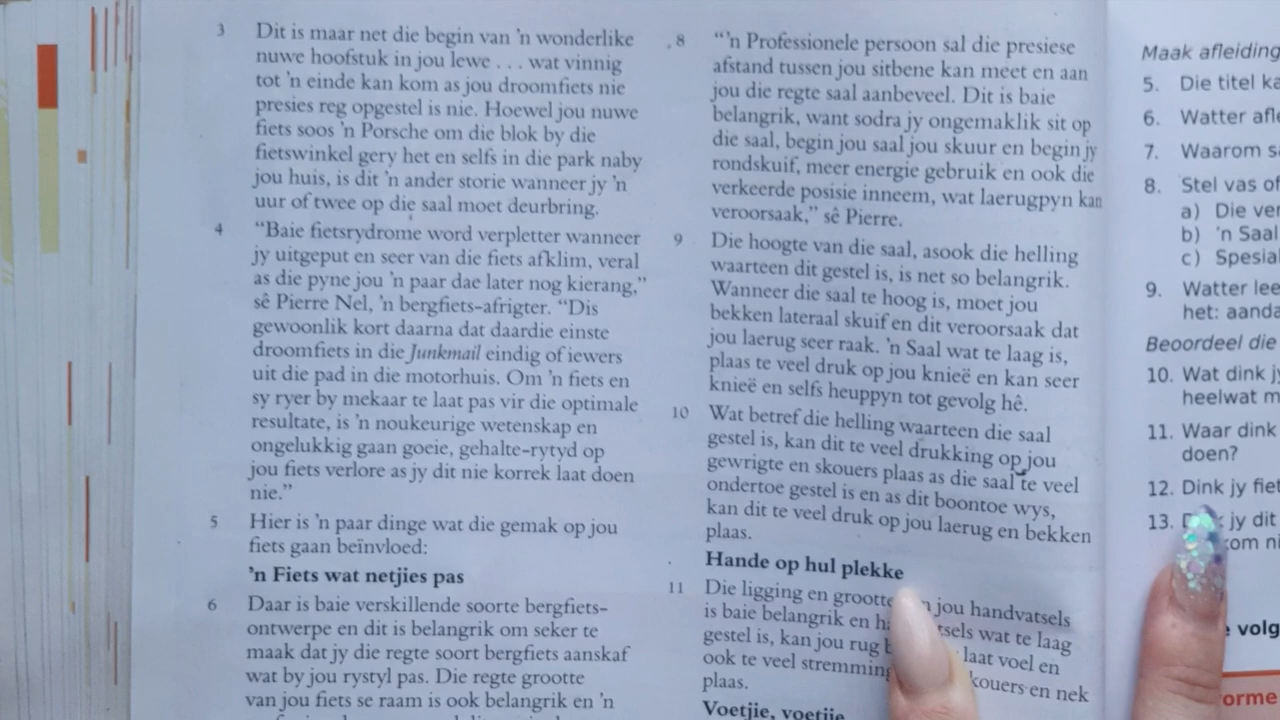 3 Dit is maar net die begin van 'n wonderlike
nuwe hoofstuk in jou lewe . . . wat vinnig
tot 'n einde kan kom as jou droomfiets nie
presies reg opgestel is nie. Hoewel jou nuwe
fiets soos 'n Porsche om die blok by die
fietswinkel gery het en selfs in die park naby
jou huis, is dit 'n ander storie wanneer jy 'n
uur of twee op die saal moet deurbring.
4 “Baie fietsrydrome word verpletter wanneer
jy uitgeput en seer van die fiets afklim, veral
as die pyne jou 'n paar dae later nog kierang,”
sê Pierre Nel, 'n bergfiets-afrigter. “Dis
gewoonlik kort daarna dat daardie einste
droomfiets in die Junkmail eindig of iewers
uit die pad in die motorhuis. Om 'n fiets en
sy ryer by mekaar te laat pas vir die optimale
resultate, is 'n noukeurige wetenskap en
ongelukkig gaan goeie, gehalte-rytyd op
jou fiets verlore as jy dit nie korrek laat doen
nie.”
5 Hier is 'n paar dinge wat die gemak op jou
fiets gaan beïnvloed:
'n Fiets wat netjies pas
6 Daar is baie verskillende soorte bergfiets-
ontwerpe en dit is belangrik om seker te
maak dat jy die regte soort bergfiets aanskaf
wat by jou rystyl pas. Die regte grootte
van jou fiets se raam is ook belangrik en 'n
8 “'n Professionele persoon sal die presiese
afstand tussen jou sitbene kan meet en aan
jou die regte saal aanbeveel. Dit is baie
belangrik, want sodra jy ongemaklik sit op
die saal, begin jou saal jou skuur en begin jy
rondskuif, meer energie gebruik en ook die
verkeerde posisie inneem, wat laerugpyn kan
veroorsaak,” sê Pierre.
9 Die hoogte van die saal, asook die helling
waarteen dit gestel is, is net so belangrik.
Wanneer die saal te hoog is, moet jou
bekken lateraal skuif en dit veroorsaak dat
jou laerug seer raak. 'n Saal wat te laag is,
plaas te veel druk op jou knieë en kan seer
knieë en selfs heuppyn tot gevolg hê.
10 Wat betref die helling waarteen die saal
gestel is, kan dit te veel drukking op jou
gewrigte en skouers plaas as die saal te veel
ondertoe gestel is en as dit boontoe wys,
kan dit te veel druk op jou laerug en bekken
plaas.
Hande op hul plekke
11 Die ligging en grootte jou handvatsels
is baie belangrik en wat te laag
gestel is, kan jou rug laat voel en
ook te veel stremming en nek
plaas.
Voetjie, voetjie
Maak
5. Die titel
6. Watter
7. Waarom
8. Stel vas
a) Die
b) 'n Saal
c)
9. Watter
het:
Beoordeel die
10. Wat dink
heelwat
11. Waar dink
doen?
12. Dink jy
13. jy dit